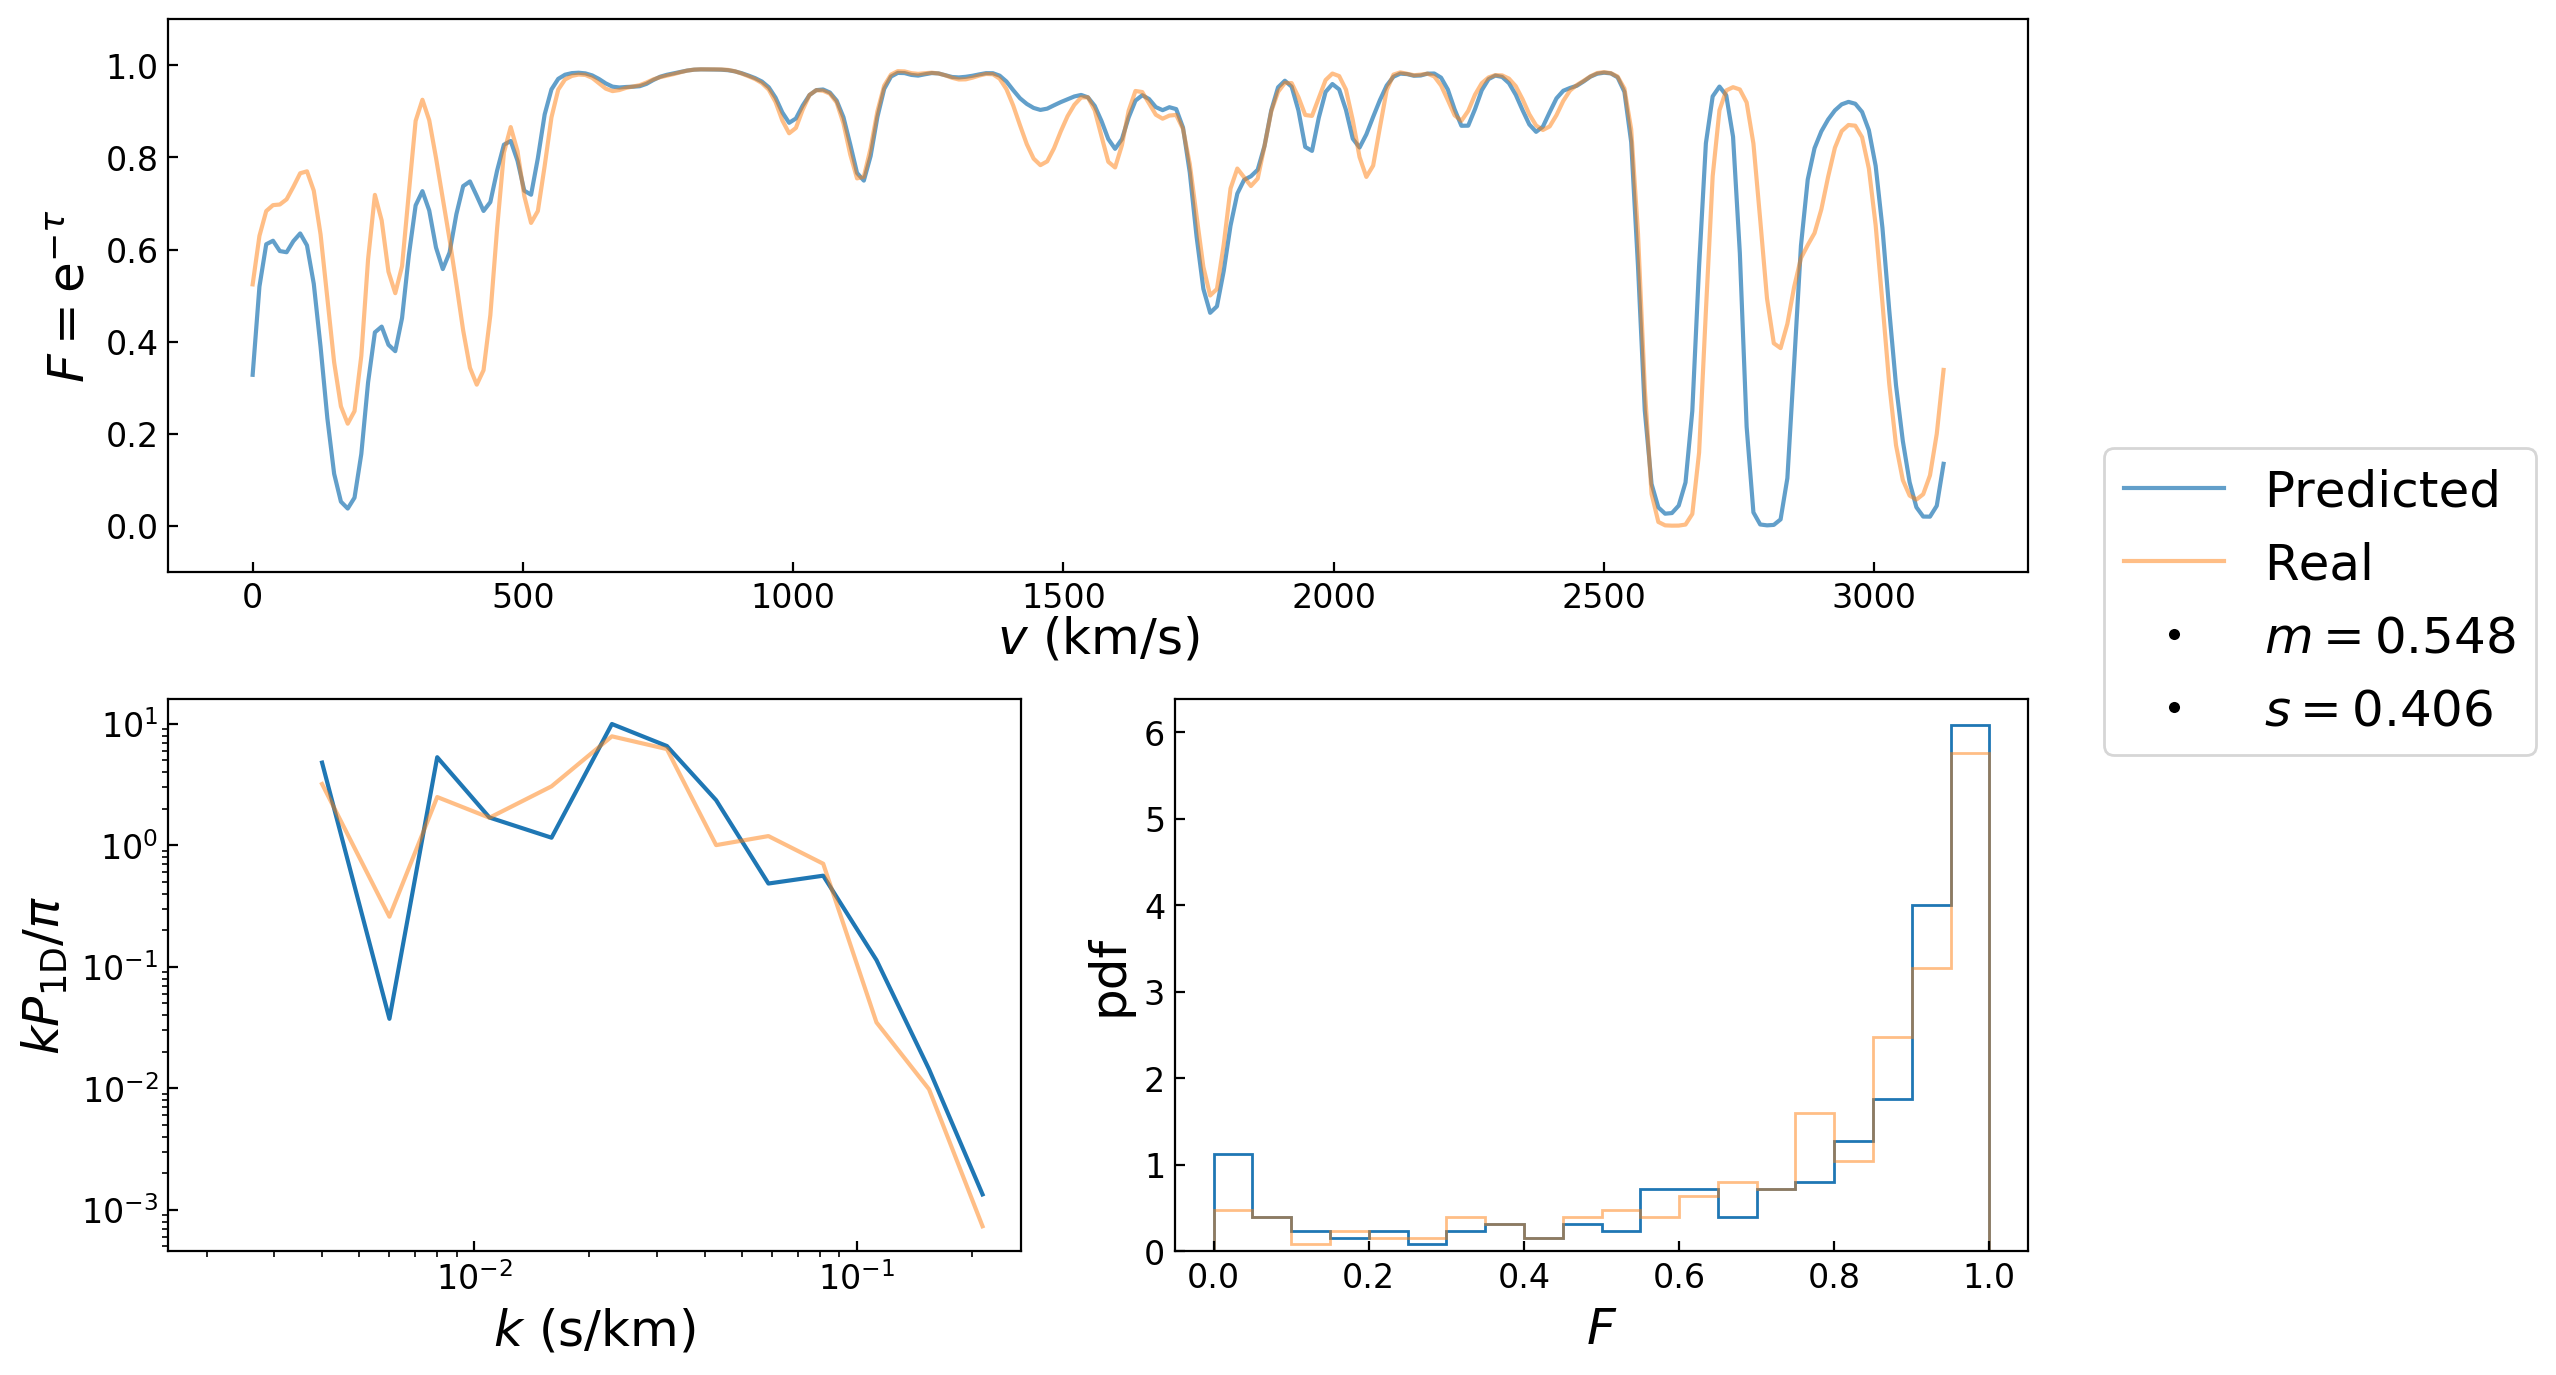 1.0
0.8
0.6
0.4
0.2
0.0
F = e^{−τ}
0 500 1000 1500 2000 2500 3000
v (km/s)
Predicted
Real
m = 0.548
s = 0.406
10^1
10^0
10^{−1}
10^{−2}
10^{−3}
kP_{1D}/π
10^{−2} 10^{−1}
k (s/km)
6
5
4
3
2
1
0
pdf
0.0 0.2 0.4 0.6 0.8 1.0
F